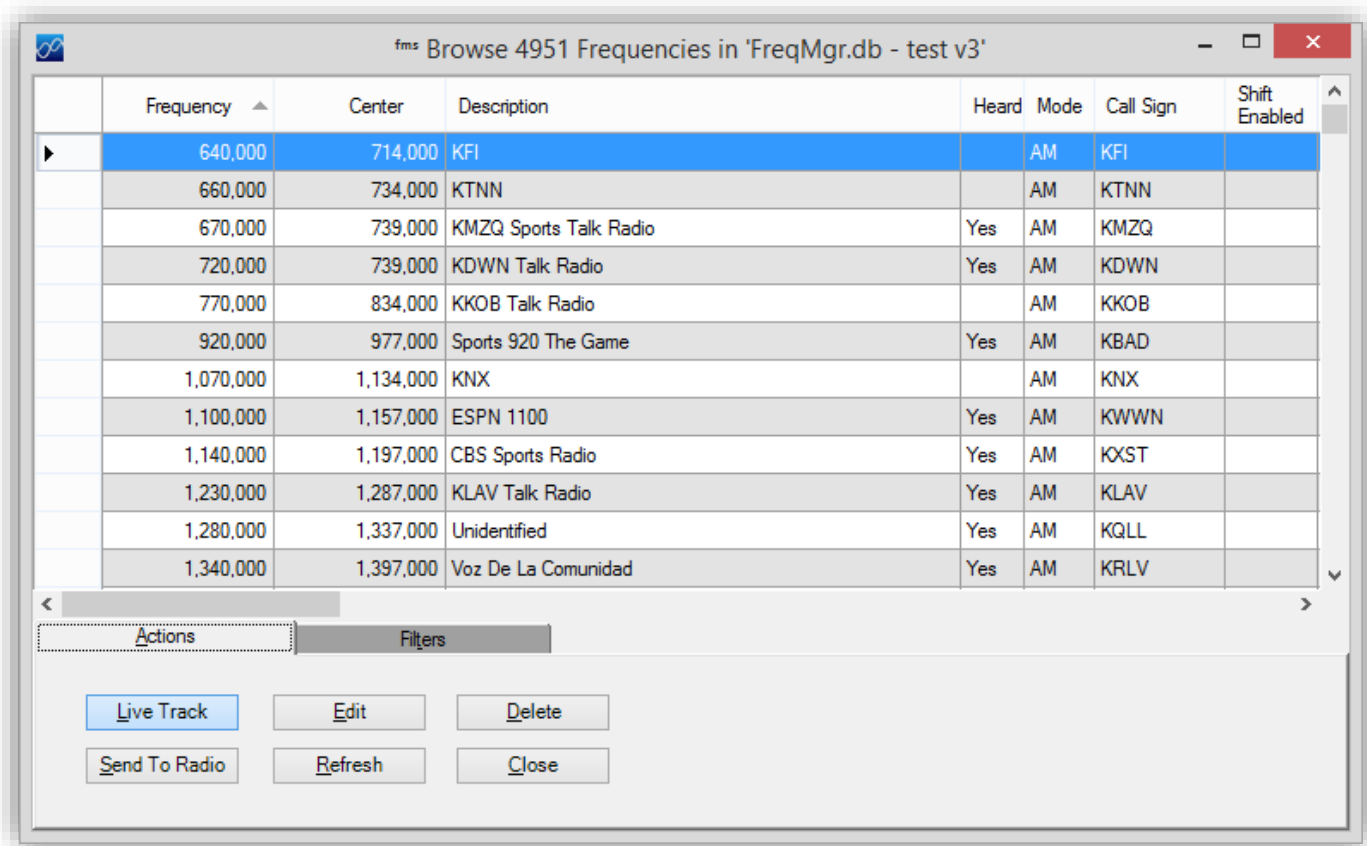 fms Browse 4951 Frequencies in 'FreqMgr.db - test v3'
Frequency Center Description Heard Mode Call Sign Shift Enabled
640,000 714,000 KFI AM KFI
660,000 734,000 KTNN AM KTNN
670,000 739,000 KMZQ Sports Talk Radio Yes AM KMZQ
720,000 739,000 KDWN Talk Radio Yes AM KDWN
770,000 834,000 KKOB Talk Radio AM KKOB
920,000 977,000 Sports 920 The Game Yes AM KBAD
1,070,000 1,134,000 KNX AM KNX
1,100,000 1,157,000 ESPN 1100 Yes AM KWWN
1,140,000 1,197,000 CBS Sports Radio Yes AM KXST
1,230,000 1,287,000 KLAV Talk Radio Yes AM KLAV
1,280,000 1,337,000 Unidentified Yes AM KQLL
1,340,000 1,397,000 Voz De La Comunidad Yes AM KRLV
Actions Filters
Live Track Edit Delete
Send To Radio Refresh Close